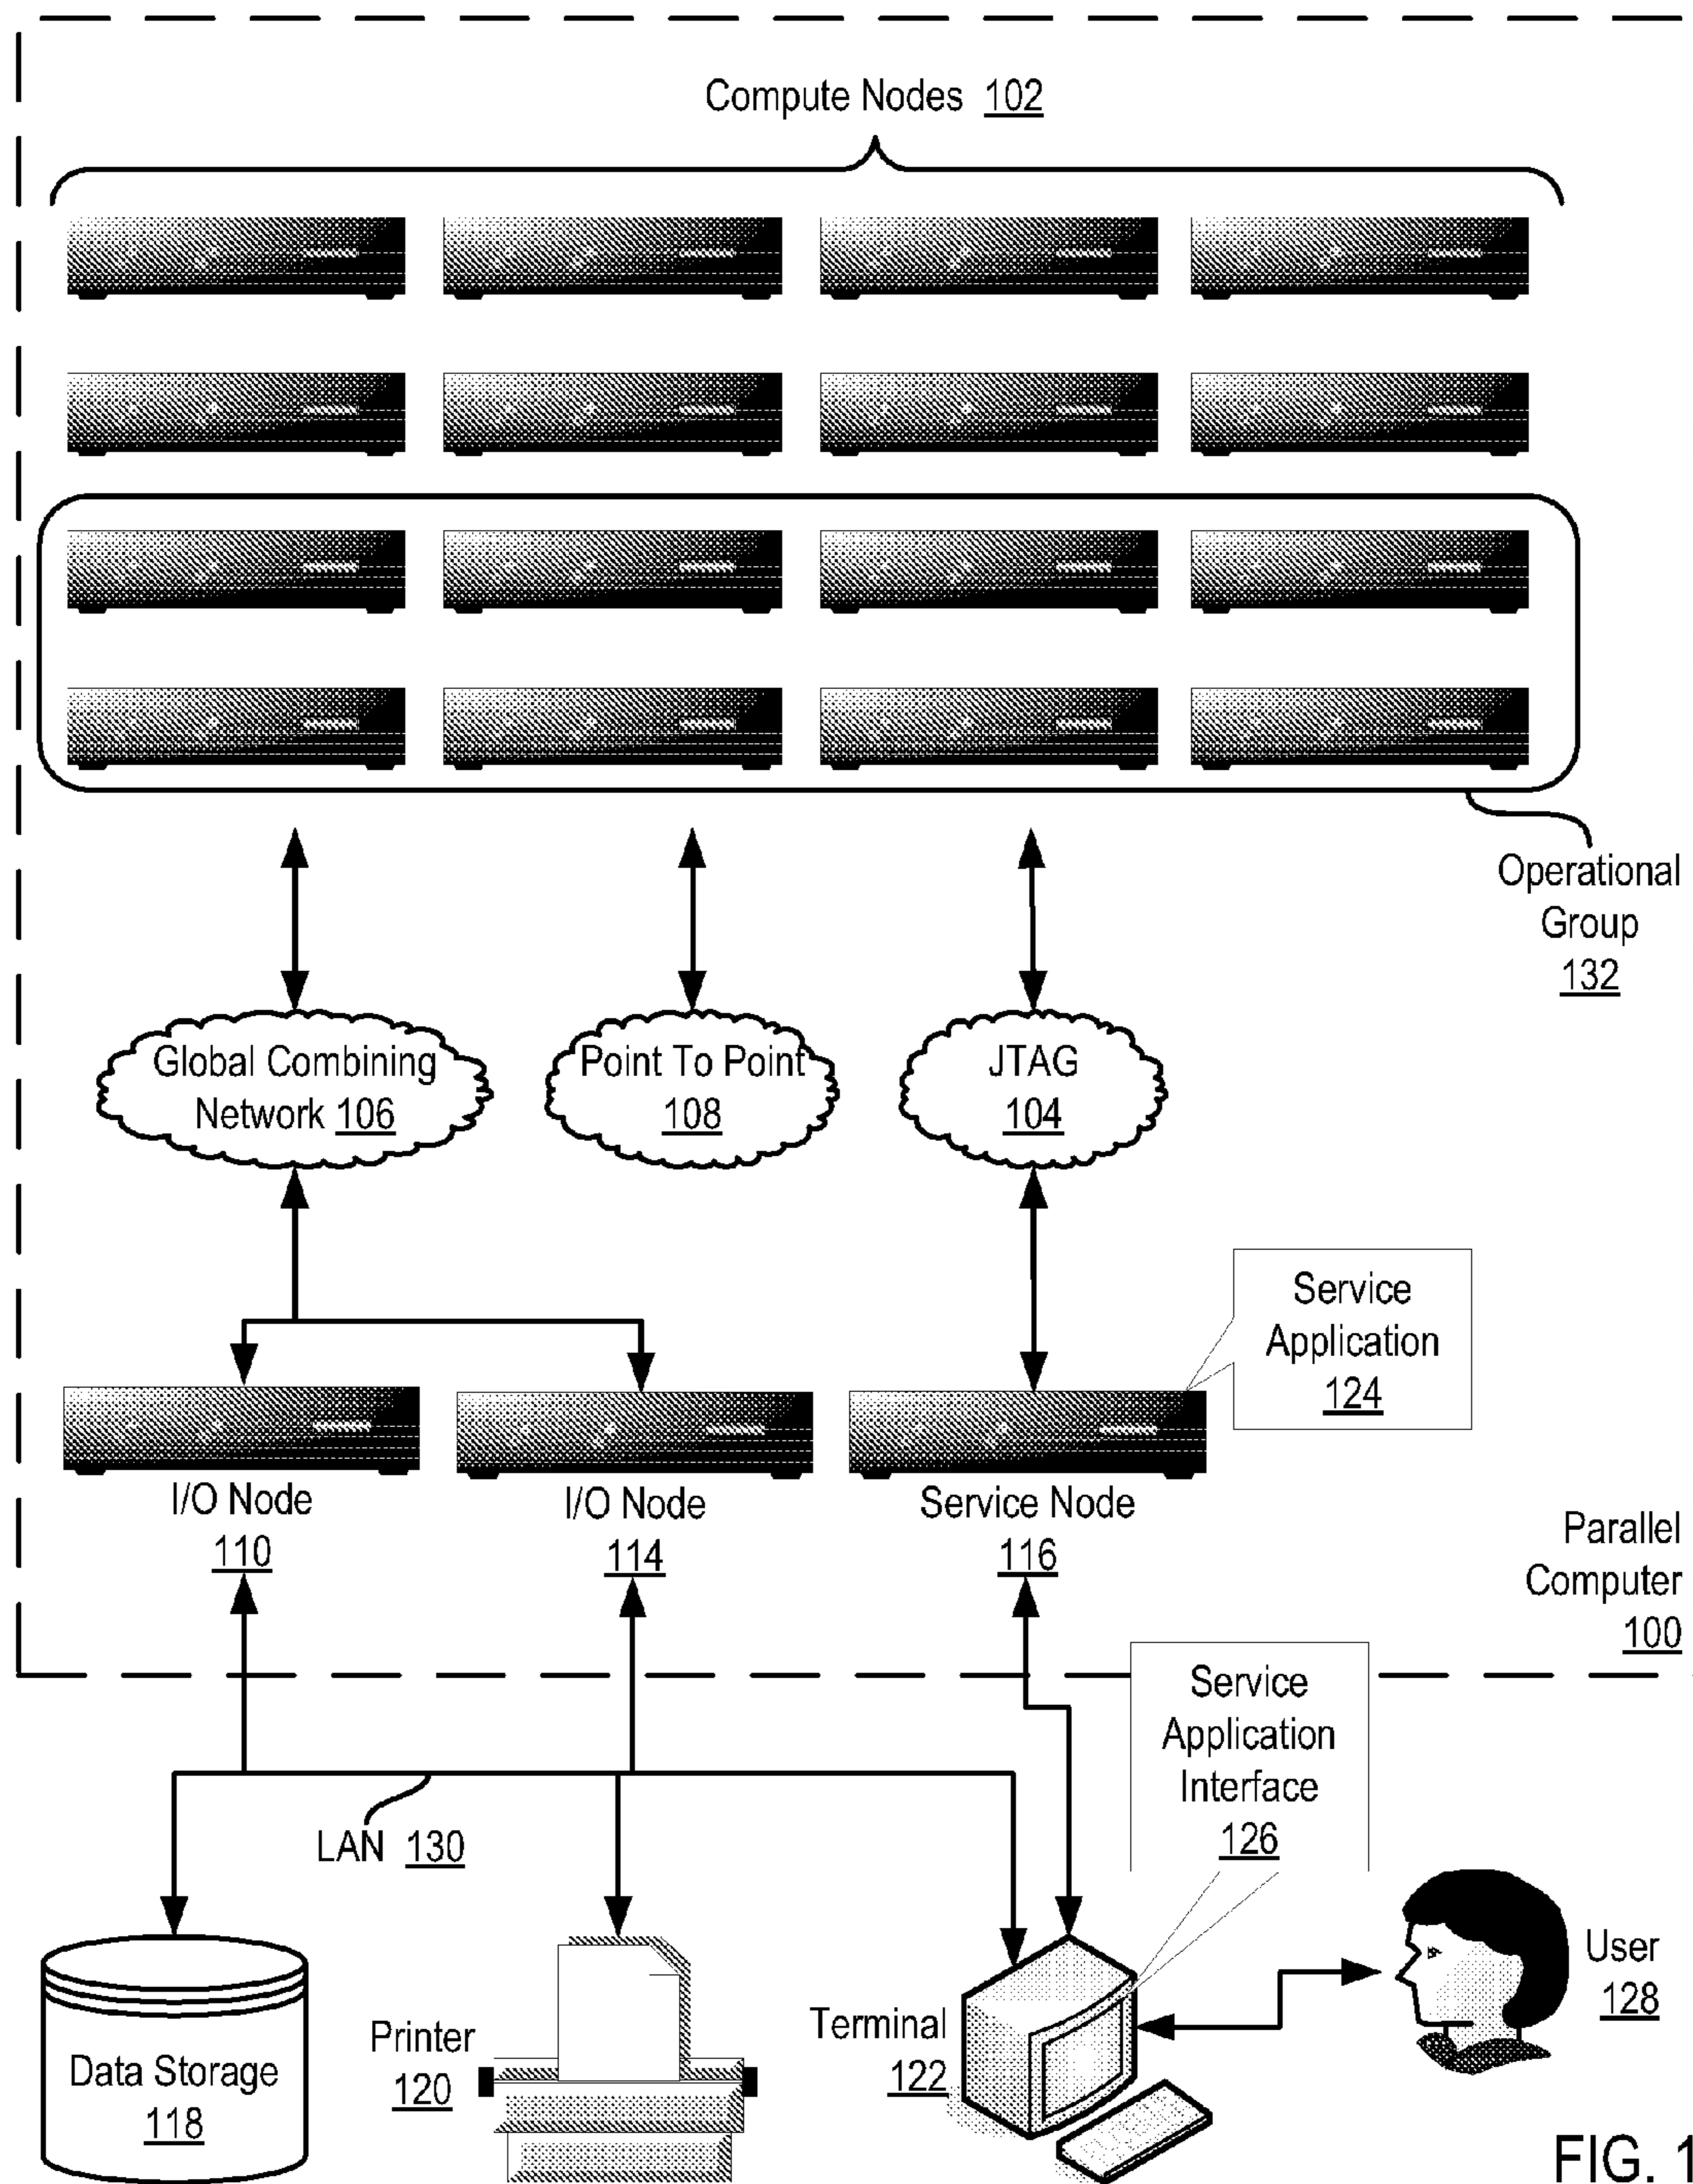 Compute Nodes 102
Operational
Group
132
Global Combining
Network 106
Point To Point
108
JTAG
104
Service
Application
124
I/O Node
110
I/O Node
114
Service Node
116
Parallel
Computer
100
Service
Application
Interface
126
LAN 130
Data Storage
118
Printer
120
Terminal
122
User
128
FIG. 1